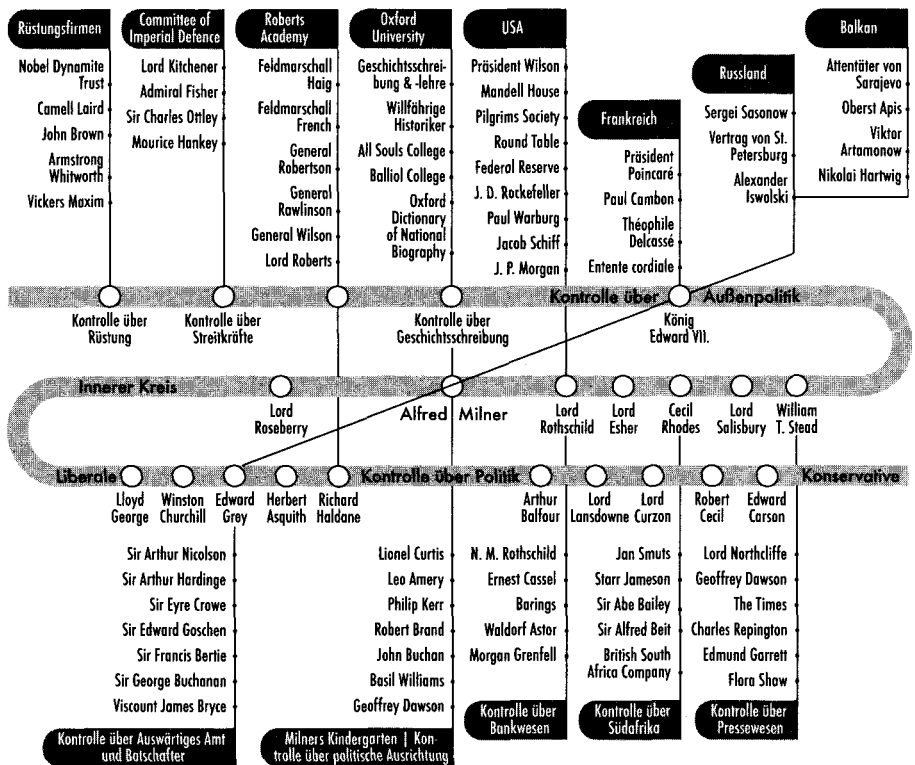 Rüstungsfirmen
Nobel Dynamite
Trust
Camell Laird
John Brown
Armstrong
Whitworth
Vickers Maxim
Committee of
Imperial Defence
Lord Kitchener
Admiral Fisher
Sir Charles Ottley
Maurice Hankey
Roberts
Academy
Feldmarschall
Haig
Feldmarschall
French
General
Robertson
General
Rawlinson
General Wilson
Lord Roberts
Oxford
University
Geschichtsschrei-
bung & -lehre
Willfährige
Historiker
All Souls College
Balliol College
Oxford
Dictionary
of National
Biography
USA
Präsident Wilson
Mandell House
Pilgrims Society
Round Table
Federal Reserve
J. D. Rockefeller
Paul Warburg
Jacob Schiff
J. P. Morgan
Frankreich
Präsident
Poincaré
Paul Cambon
Théophile
Delcassé
Entente cordiale
Russland
Sergei Sasonow
Vertrag von St.
Petersburg
Alexander
Iswolski
Balkan
Attentäter von
Sarajevo
Oberst Apis
Viktor
Artamonow
Nikolai Hartwig
Kontrolle über Außenpolitik
Kontrolle über
Rüstung
Kontrolle über
Streitkräfte
Kontrolle über
Geschichtsschreibung
König
Edward VII.
Innerer Kreis
Lord
Roseberry
Alfred Milner
Lord
Rothschild
Lord
Esher
Cecil
Rhodes
Lord
Salisbury
William
T. Stead
Liberale
Kontrolle über Politik
Konservative
Lloyd
George
Winston
Churchill
Edward
Grey
Herbert
Asquith
Richard
Haldane
Arthur
Balfour
Lord
Lansdowne
Lord
Curzon
Robert
Cecil
Edward
Carson
Sir Arthur Nicolson
Sir Arthur Hardinge
Sir Eyre Crowe
Sir Edward Goschen
Sir Francis Bertie
Sir George Buchanan
Viscount James Bryce
Kontrolle über Auswärtiges Amt
und Botschafter
Lionel Curtis
Leo Amery
Philip Kerr
Robert Brand
John Buchan
Basil Williams
Geoffrey Dawson
Milners Kindergarten | Kon-
trolle über politische Ausrichtung
N. M. Rothschild
Ernest Cassel
Barings
Waldorf Astor
Morgan Grenfell
Kontrolle über
Bankwesen
Jan Smuts
Starr Jameson
Sir Abe Bailey
Sir Alfred Beit
British South
Africa Company
Kontrolle über
Südafrika
Lord Northcliffe
Geoffrey Dawson
The Times
Charles Repington
Edmund Garrett
Flora Shaw
Kontrolle über
Pressewesen